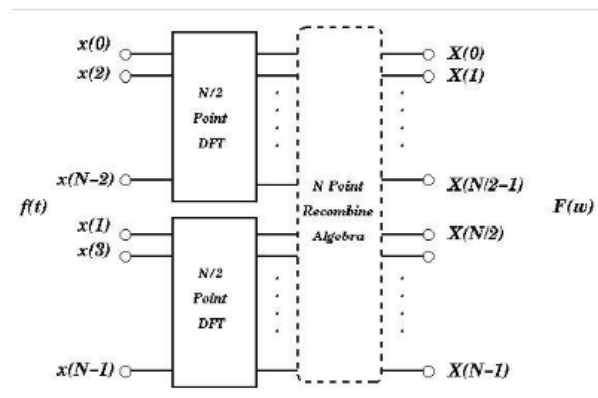 x(0)
x(2)
x(N-2)
f(t)
x(1)
x(3)
x(N-1)
N/2
Point
DFT
N/2
Point
DFT
N Point
Recombine
Algebra
X(0)
X(1)
X(N/2-1)
X(N/2)
X(N-1)
F(w)